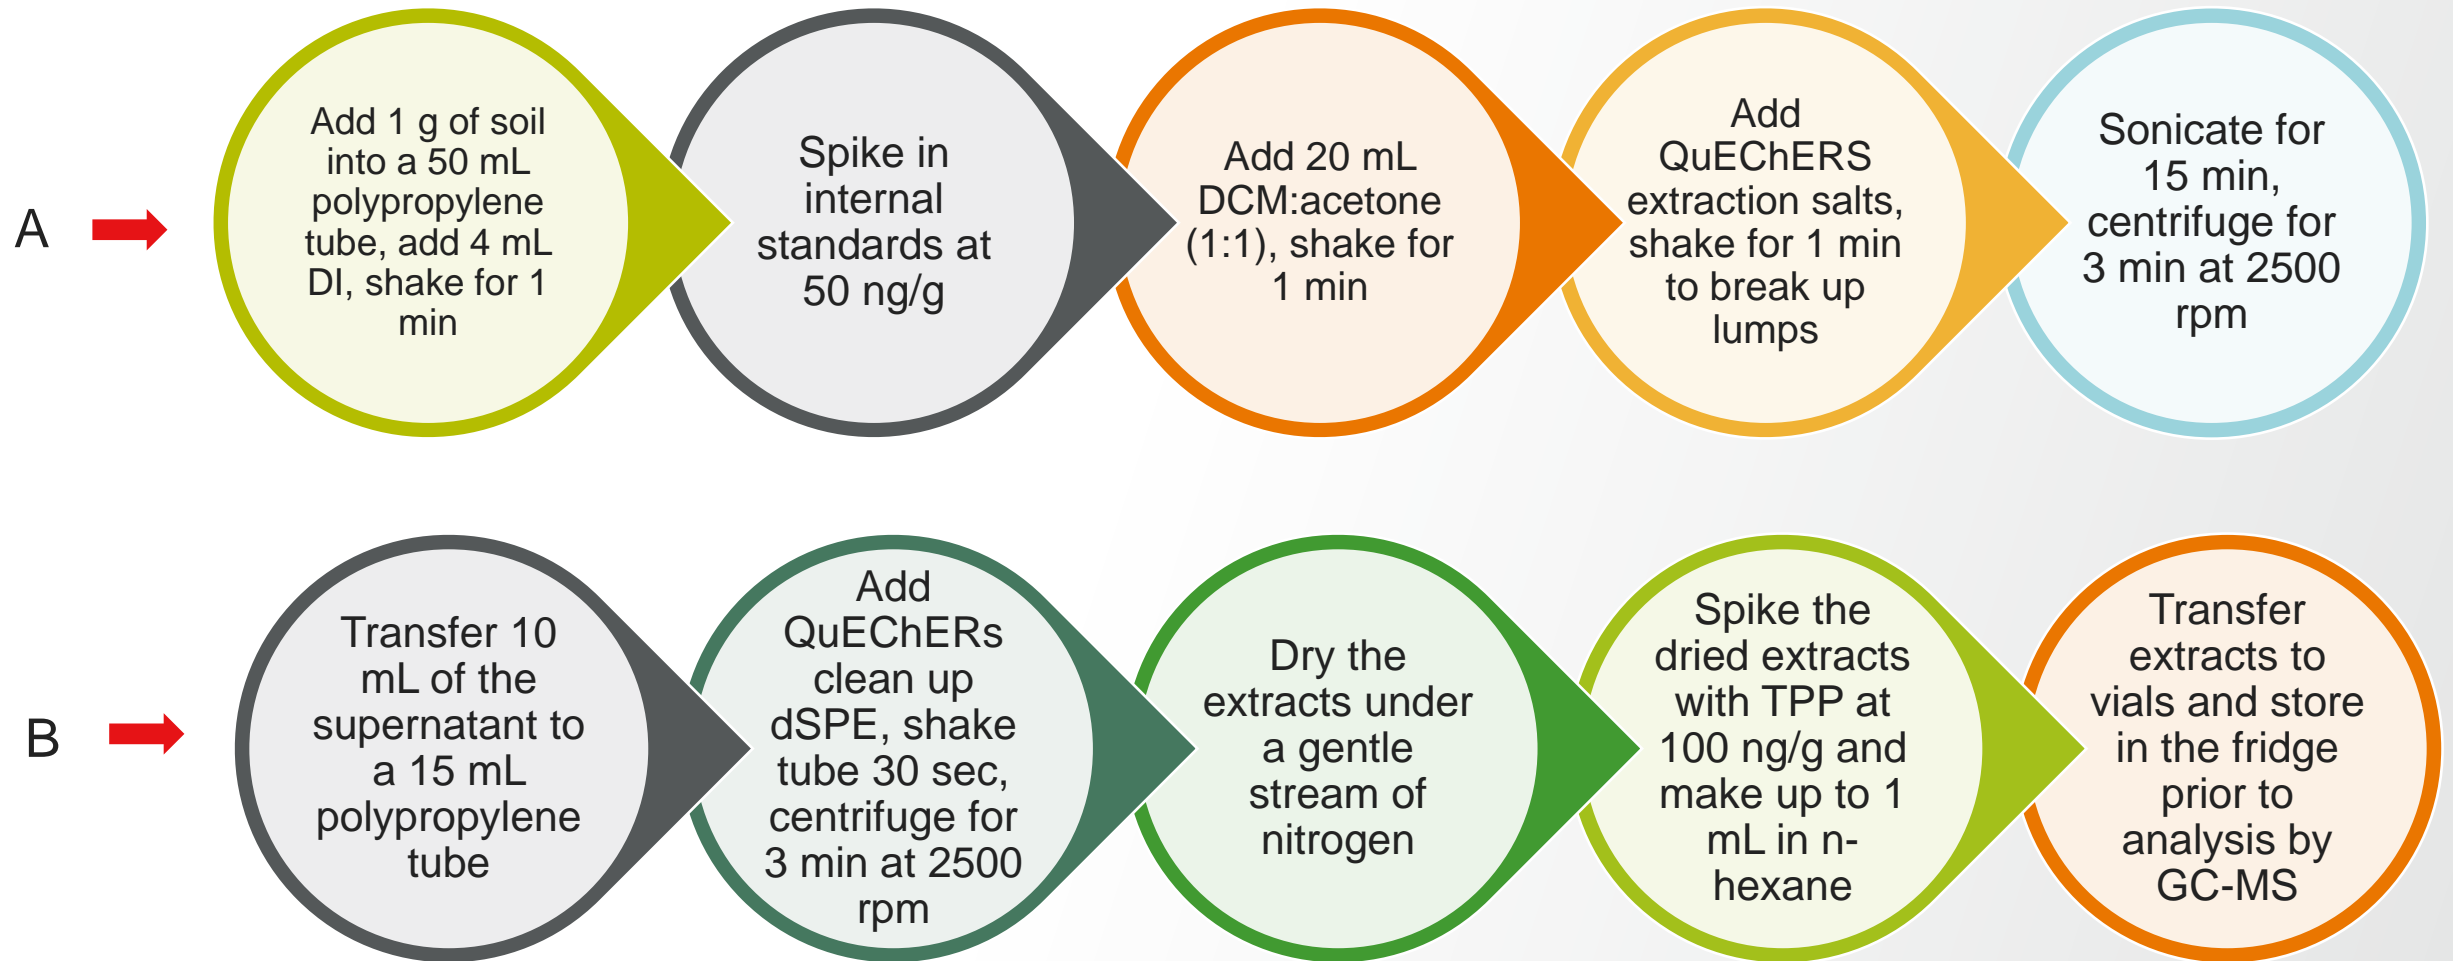 A
Add 1 g of soil
into a 50 mL
polypropylene
tube, add 4 mL
DI, shake for 1
min
Spike in
internal
standards at
50 ng/g
Add 20 mL
DCM:acetone
(1:1), shake for
1 min
Add
QuEChERS
extraction salts,
shake for 1 min
to break up
lumps
Sonicate for
15 min,
centrifuge for
3 min at 2500
rpm
B
Transfer 10
mL of the
supernatant to
a 15 mL
polypropylene
tube
Add
QuEChERs
clean up
dSPE, shake
tube 30 sec,
centrifuge for
3 min at 2500
rpm
Dry the
extracts under
a gentle
stream of
nitrogen
Spike the
dried extracts
with TPP at
100 ng/g and
make up to 1
mL in n-
hexane
Transfer
extracts to
vials and store
in the fridge
prior to
analysis by
GC-MS